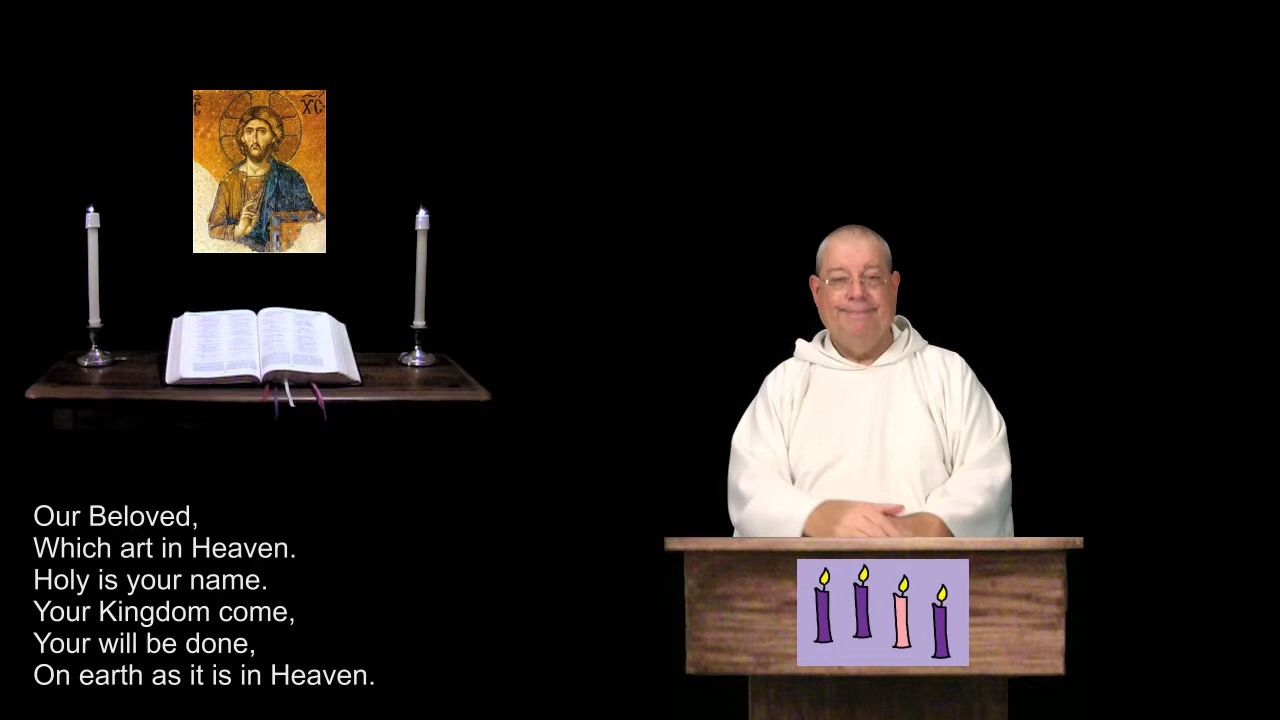 XC
Our Beloved,
Which art in Heaven.
Holy is your name.
Your Kingdom come,
Your will be done,
On earth as it is in Heaven.